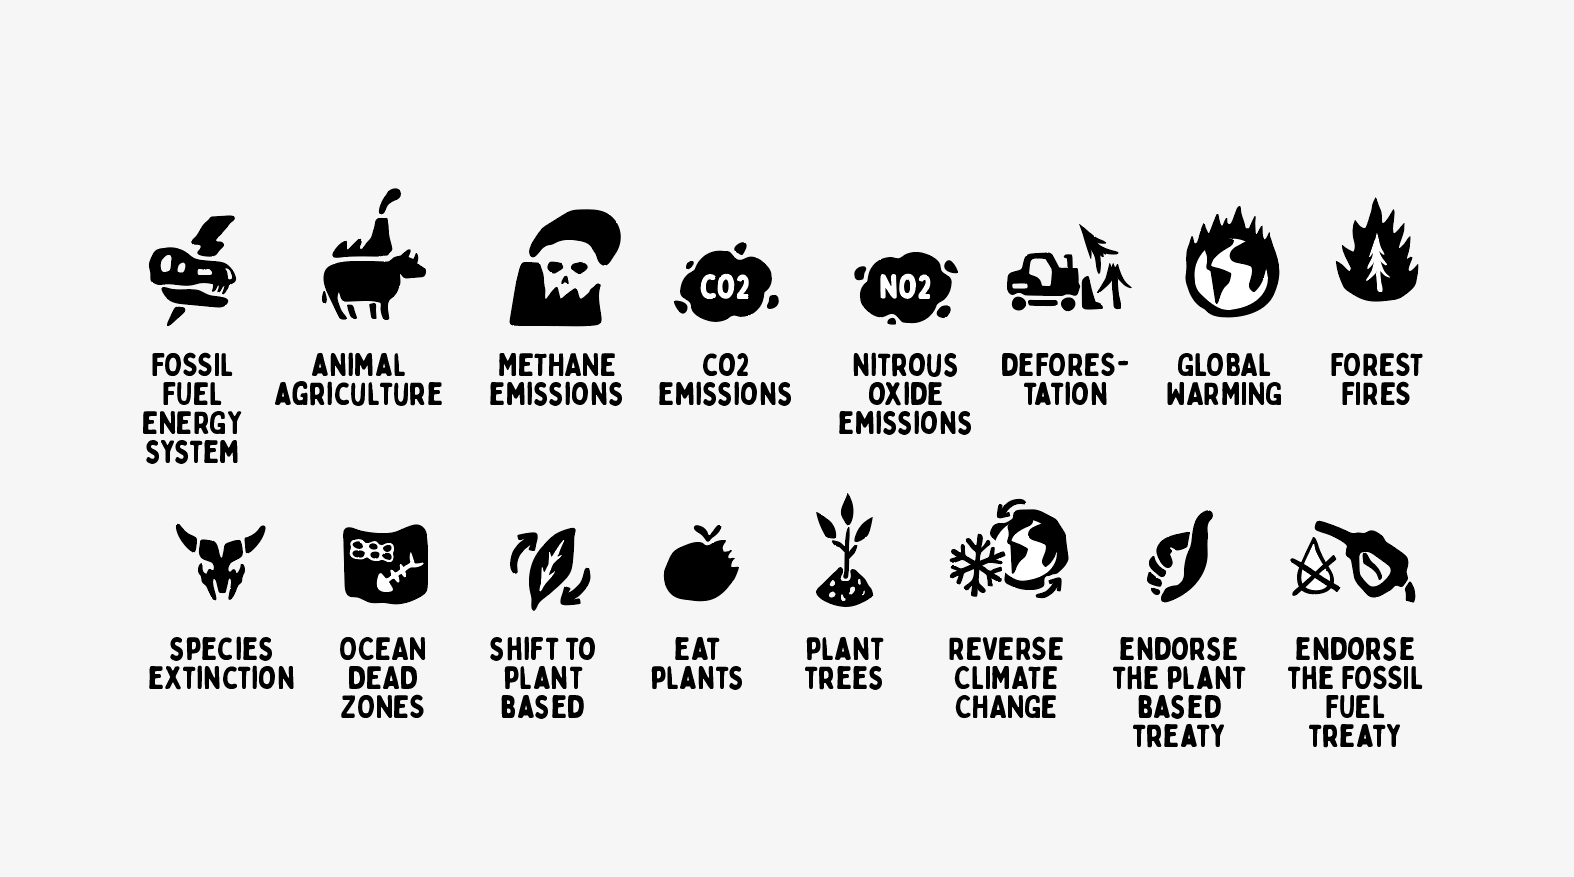 CO2
NO2
FOSSIL
FUEL
ENERGY
SYSTEM
ANIMAL
AGRICULTURE
METHANE
EMISSIONS
CO2
EMISSIONS
NITROUS
OXIDE
EMISSIONS
DEFORES-
TATION
GLOBAL
WARMING
FOREST
FIRES
SPECIES
EXTINCTION
OCEAN
DEAD
ZONES
SHIFT TO
PLANT
BASED
EAT
PLANTS
PLANT
TREES
REVERSE
CLIMATE
CHANGE
ENDORSE
THE PLANT
BASED
TREATY
ENDORSE
THE FOSSIL
FUEL
TREATY